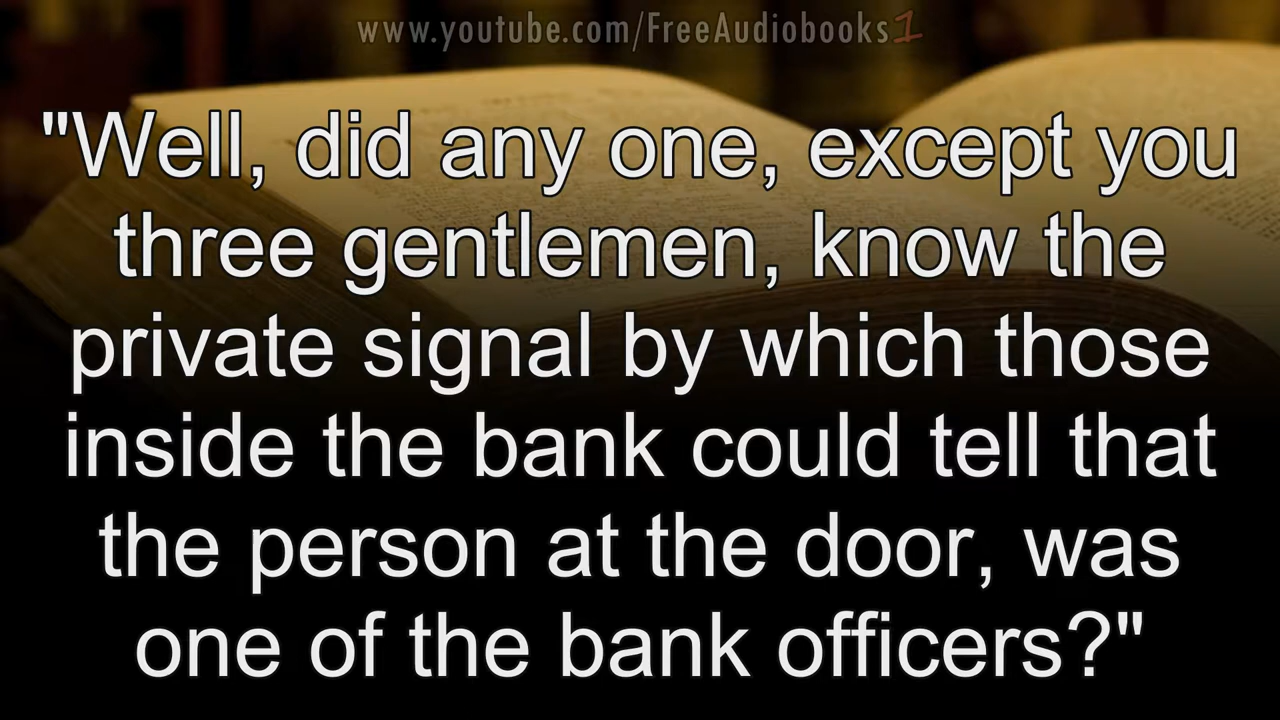 www.youtube.com/FreeAudiobooks1
"Well, did any one, except you
three gentlemen, know the
private signal by which those
inside the bank could tell that
the person at the door, was
one of the bank officers?"